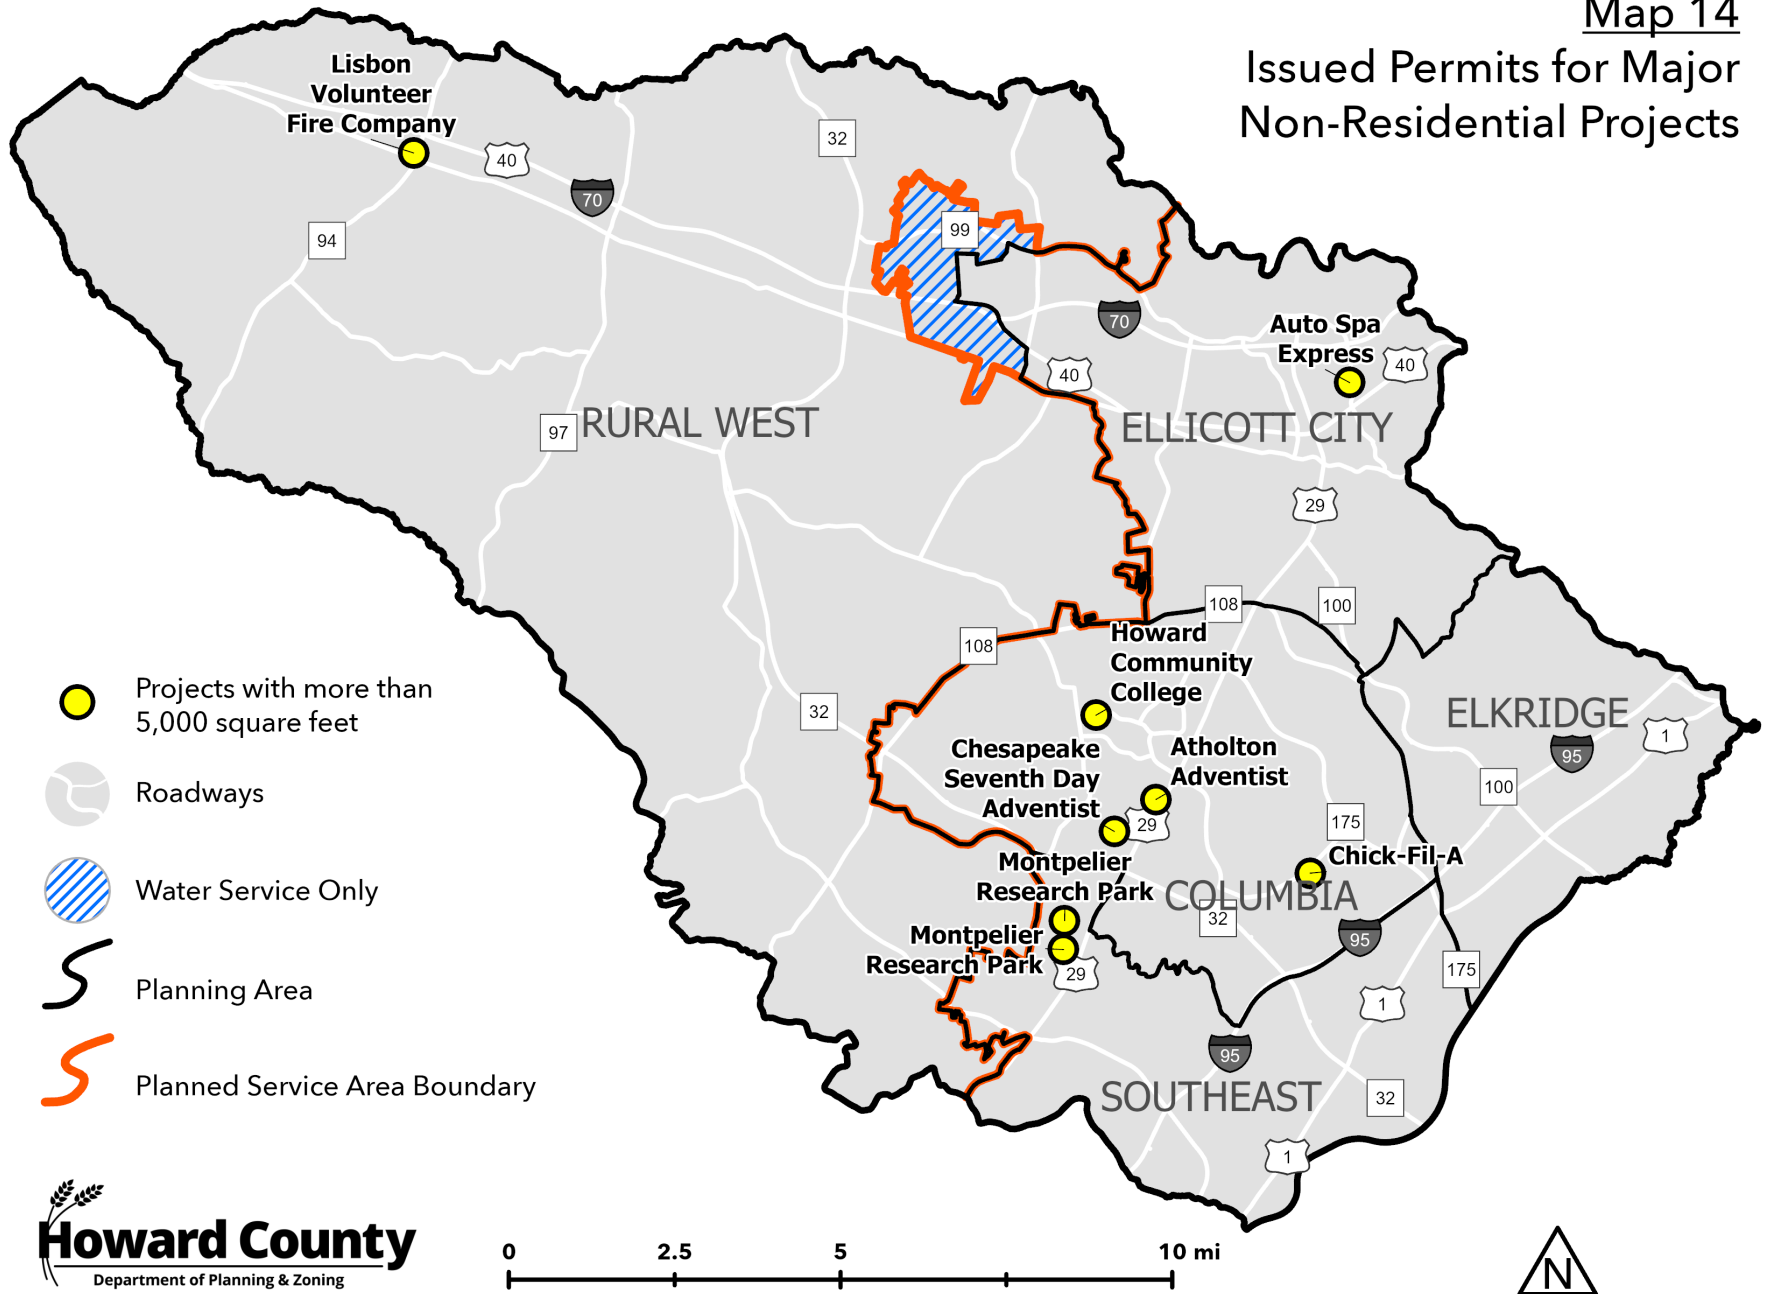 Map 14
Issued Permits for Major
Non-Residential Projects
Lisbon
Volunteer
Fire Company
40
70
32
94
99
70
Auto Spa
Express
40
40
97
RURAL WEST
ELLICOTT CITY
29
108
100
108
Howard
Community
College
32
ELKRIDGE
1
95
100
Chesapeake
Seventh Day
Adventist
Atholton
Adventist
29
175
Chick-Fil-A
Montpelier
Research Park
COLUMBIA
32
95
Montpelier
Research Park
29
175
1
95
SOUTHEAST
32
1
Projects with more than
5,000 square feet
Roadways
Water Service Only
Planning Area
Planned Service Area Boundary
Howard County
Department of Planning & Zoning
0 2.5 5 10 mi
N